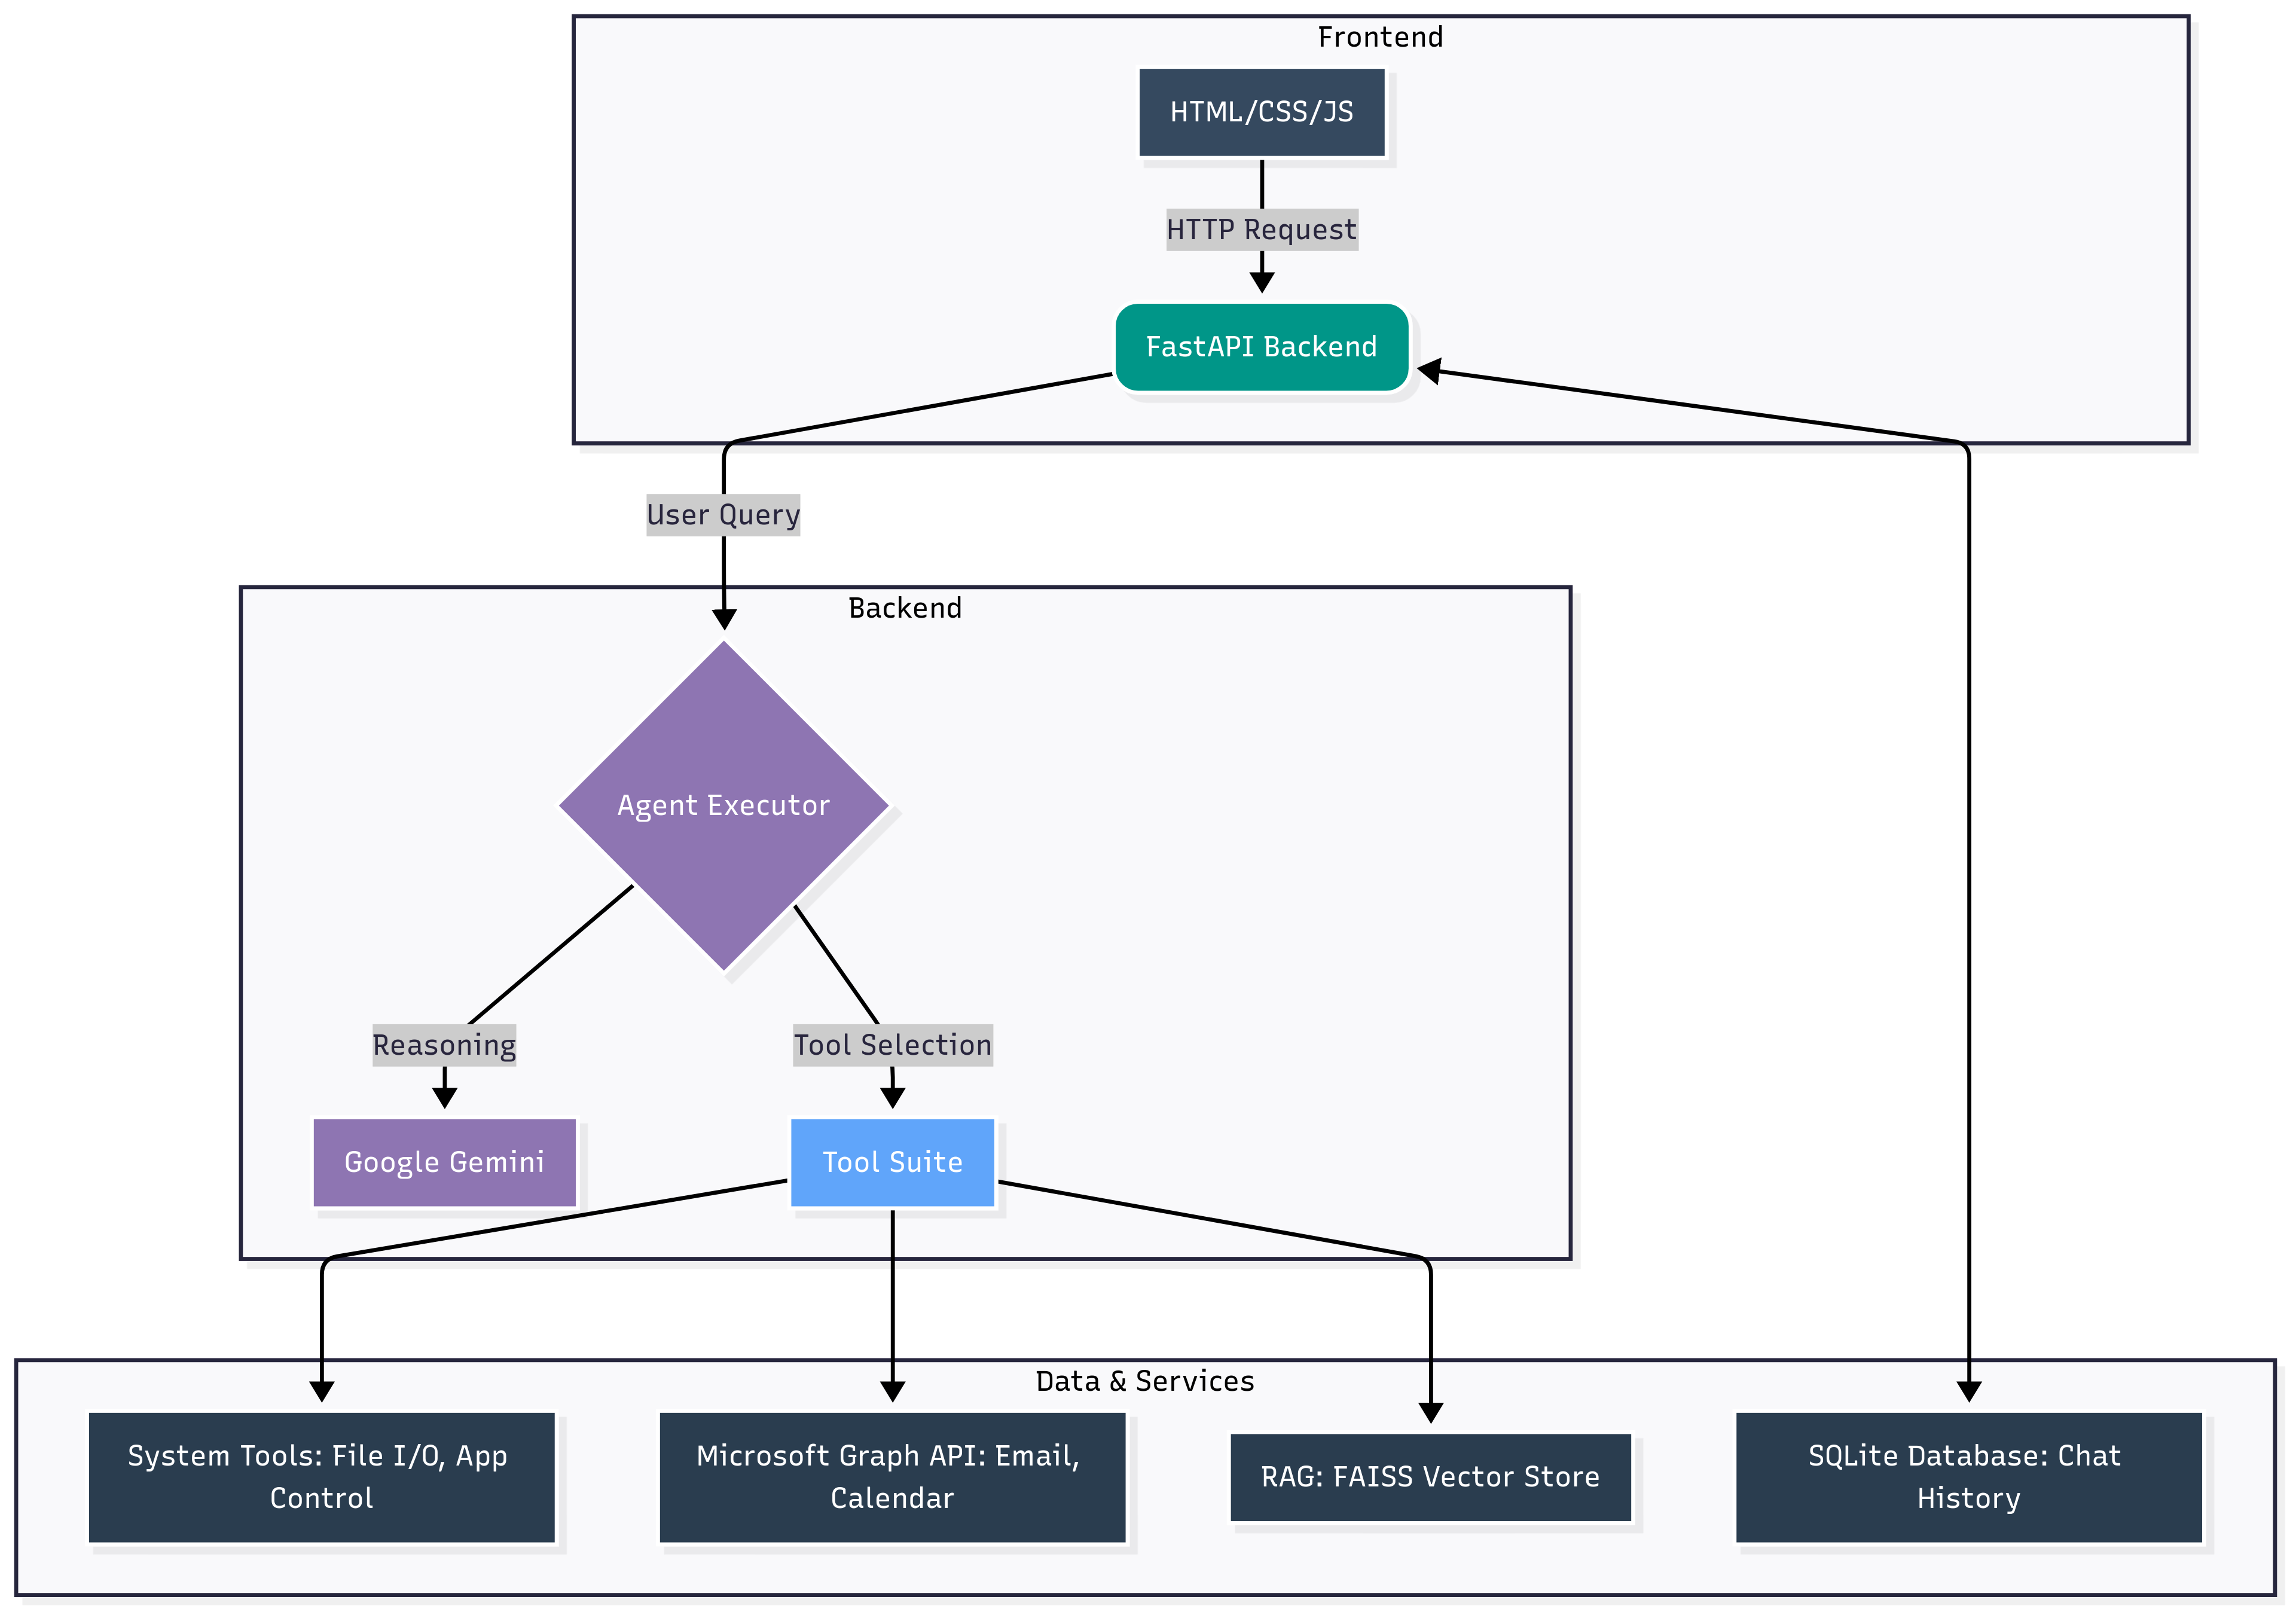 Frontend
HTML/CSS/JS
HTTP Request
FastAPI Backend
User Query
Backend
Agent Executor
Reasoning
Tool Selection
Google Gemini
Tool Suite
Data & Services
System Tools: File I/O, App
Control
Microsoft Graph API: Email,
Calendar
RAG: FAISS Vector Store
SQLite Database: Chat
History